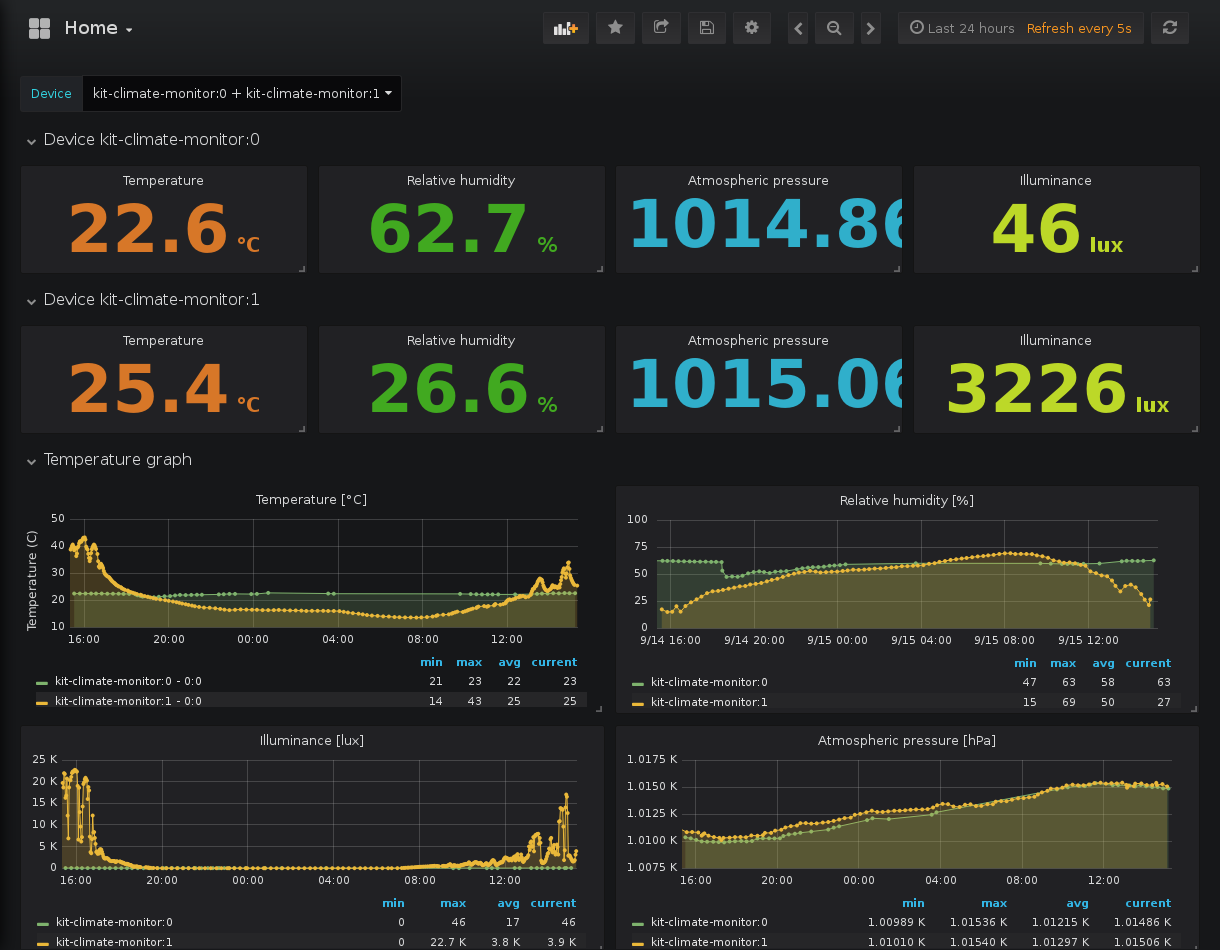 Home
Last 24 hours Refresh every 5s
Device kit-climate-monitor:0 + kit-climate-monitor:1
Device kit-climate-monitor:0
Temperature Relative humidity Atmospheric pressure Illuminance
22.6 °C 62.7 % 1014.86 46 lux
Device kit-climate-monitor:1
Temperature Relative humidity Atmospheric pressure Illuminance
25.4 °C 26.6 % 1015.06 3226 lux
Temperature graph
Temperature [°C]
Temperature (C)
50
40
30
20
10
16:00 20:00 00:00 04:00 08:00 12:00
min max avg current
kit-climate-monitor:0 - 0:0 21 23 22 23
kit-climate-monitor:1 - 0:0 14 43 25 25
Relative humidity [%]
100
75
50
25
0
9/14 16:00 9/14 20:00 9/15 00:00 9/15 04:00 9/15 08:00 9/15 12:00
min max avg current
kit-climate-monitor:0 47 63 58 63
kit-climate-monitor:1 15 69 50 27
Illuminance [lux]
25 K
20 K
15 K
10 K
5 K
0
16:00 20:00 00:00 04:00 08:00 12:00
min max avg current
kit-climate-monitor:0 0 46 17 46
kit-climate-monitor:1 0 22.7 K 3.8 K 3.9 K
Atmospheric pressure [hPa]
1.0175 K
1.0150 K
1.0125 K
1.0100 K
1.0075 K
16:00 20:00 00:00 04:00 08:00 12:00
min max avg current
kit-climate-monitor:0 1.00989 K 1.01536 K 1.01215 K 1.01486 K
kit-climate-monitor:1 1.01010 K 1.01540 K 1.01297 K 1.01506 K